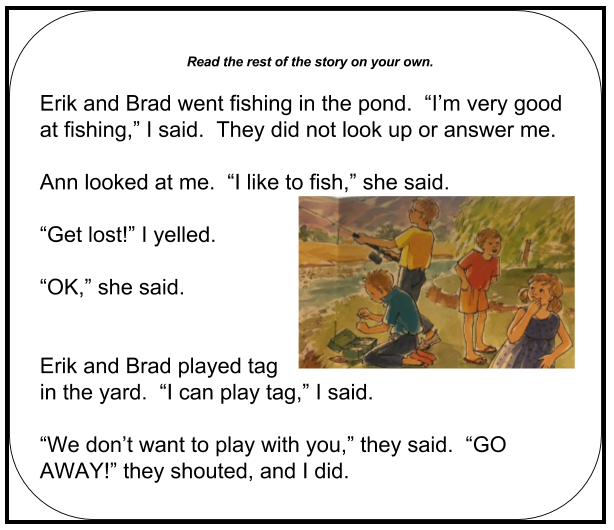 Read the rest of the story on your own.
Erik and Brad went fishing in the pond.  “I’m very good
at fishing,” I said.  They did not look up or answer me.
Ann looked at me.  “I like to fish,” she said.
“Get lost!” I yelled.
“OK,” she said.
Erik and Brad played tag
in the yard.  “I can play tag,” I said.
“We don’t want to play with you,” they said.  “GO
AWAY!” they shouted, and I did.